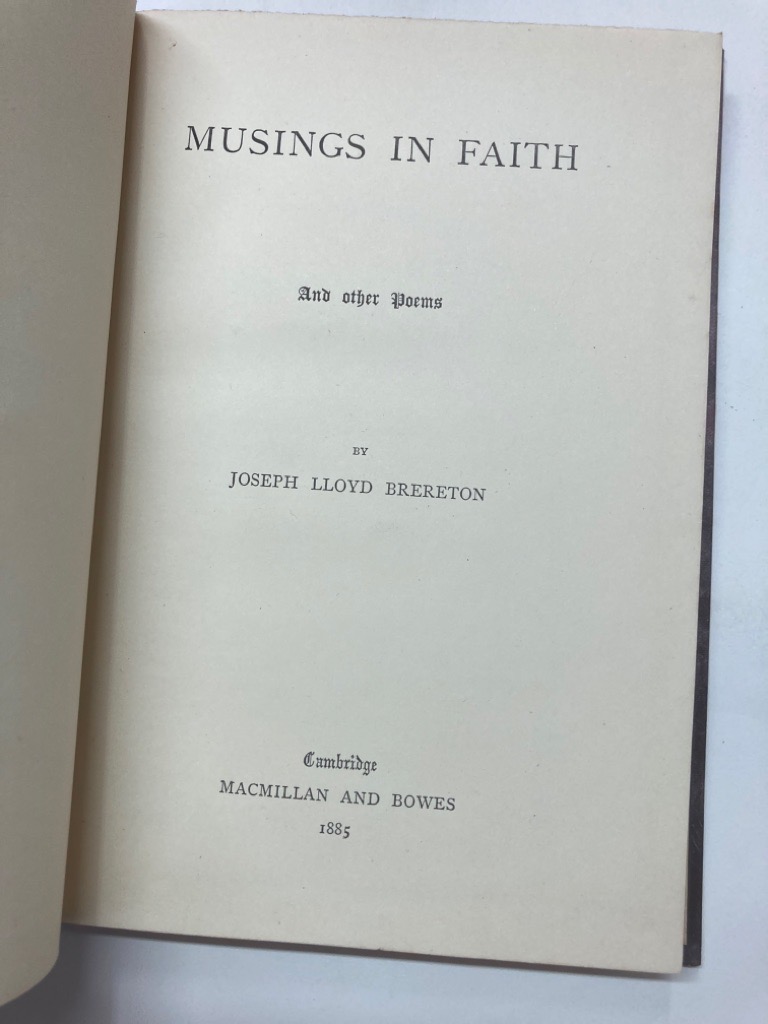 MUSINGS IN FAITH
And other Poems
BY
JOSEPH LLOYD BRERETON
Cambridge
MACMILLAN AND BOWES
1885